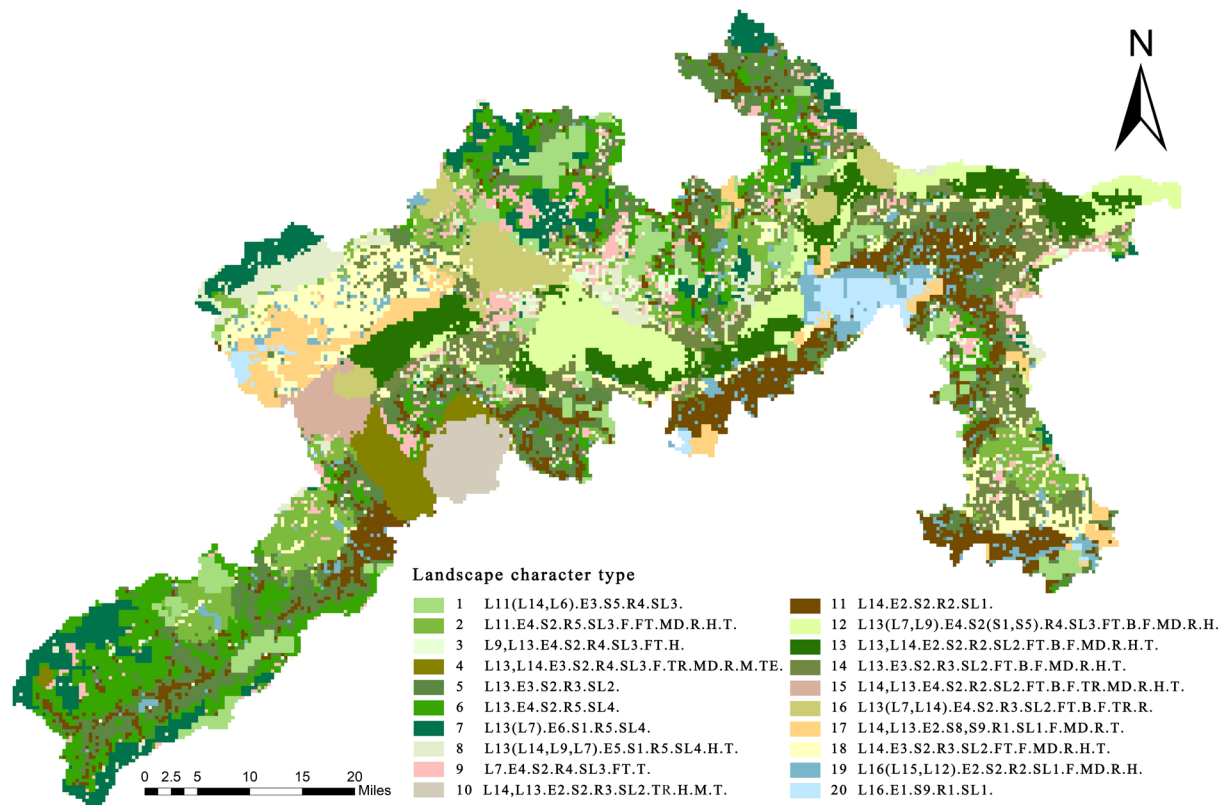 N
Landscape character type
1 L11(L14,L6).E3.S5.R4.SL3.
2 L11.E4.S2.R5.SL3.F.FT.MD.R.H.T.
3 L9,L13.E4.S2.R4.SL3.FT.H.
4 L13,L14.E3.S2.R4.SL3.F.TR.MD.R.M.TE.
5 L13.E3.S2.R3.SL2.
6 L13.E4.S2.R5.SL4.
7 L13(L7).E6.S1.R5.SL4.
8 L13(L14,L9,L7).E5.S1.R5.SL4.H.T.
9 L7.E4.S2.R4.SL3.FT.T.
10 L14,L13.E2.S2.R3.SL2.TR.H.M.T.
11 L14.E2.S2.R2.SL1.
12 L13(L7,L9).E4.S2(S1,S5).R4.SL3.FT.B.F.MD.R.H.
13 L13,L14.E2.S2.R2.SL2.FT.B.F.MD.R.H.T.
14 L13.E3.S2.R3.SL2.FT.B.F.MD.R.H.T.
15 L14,L13.E4.S2.R2.SL2.FT.B.F.TR.MD.R.H.T.
16 L13(L7,L14).E4.S2.R3.SL2.FT.B.F.TR.R.
17 L14,L13.E2.S8,S9.R1.SL1.F.MD.R.T.
18 L14.E3.S2.R3.SL2.FT.F.MD.R.H.T.
19 L16(L15,L12).E2.S2.R2.SL1.F.MD.R.H.
20 L16.E1.S9.R1.SL1.
0 2.5 5 10 15 20
Miles